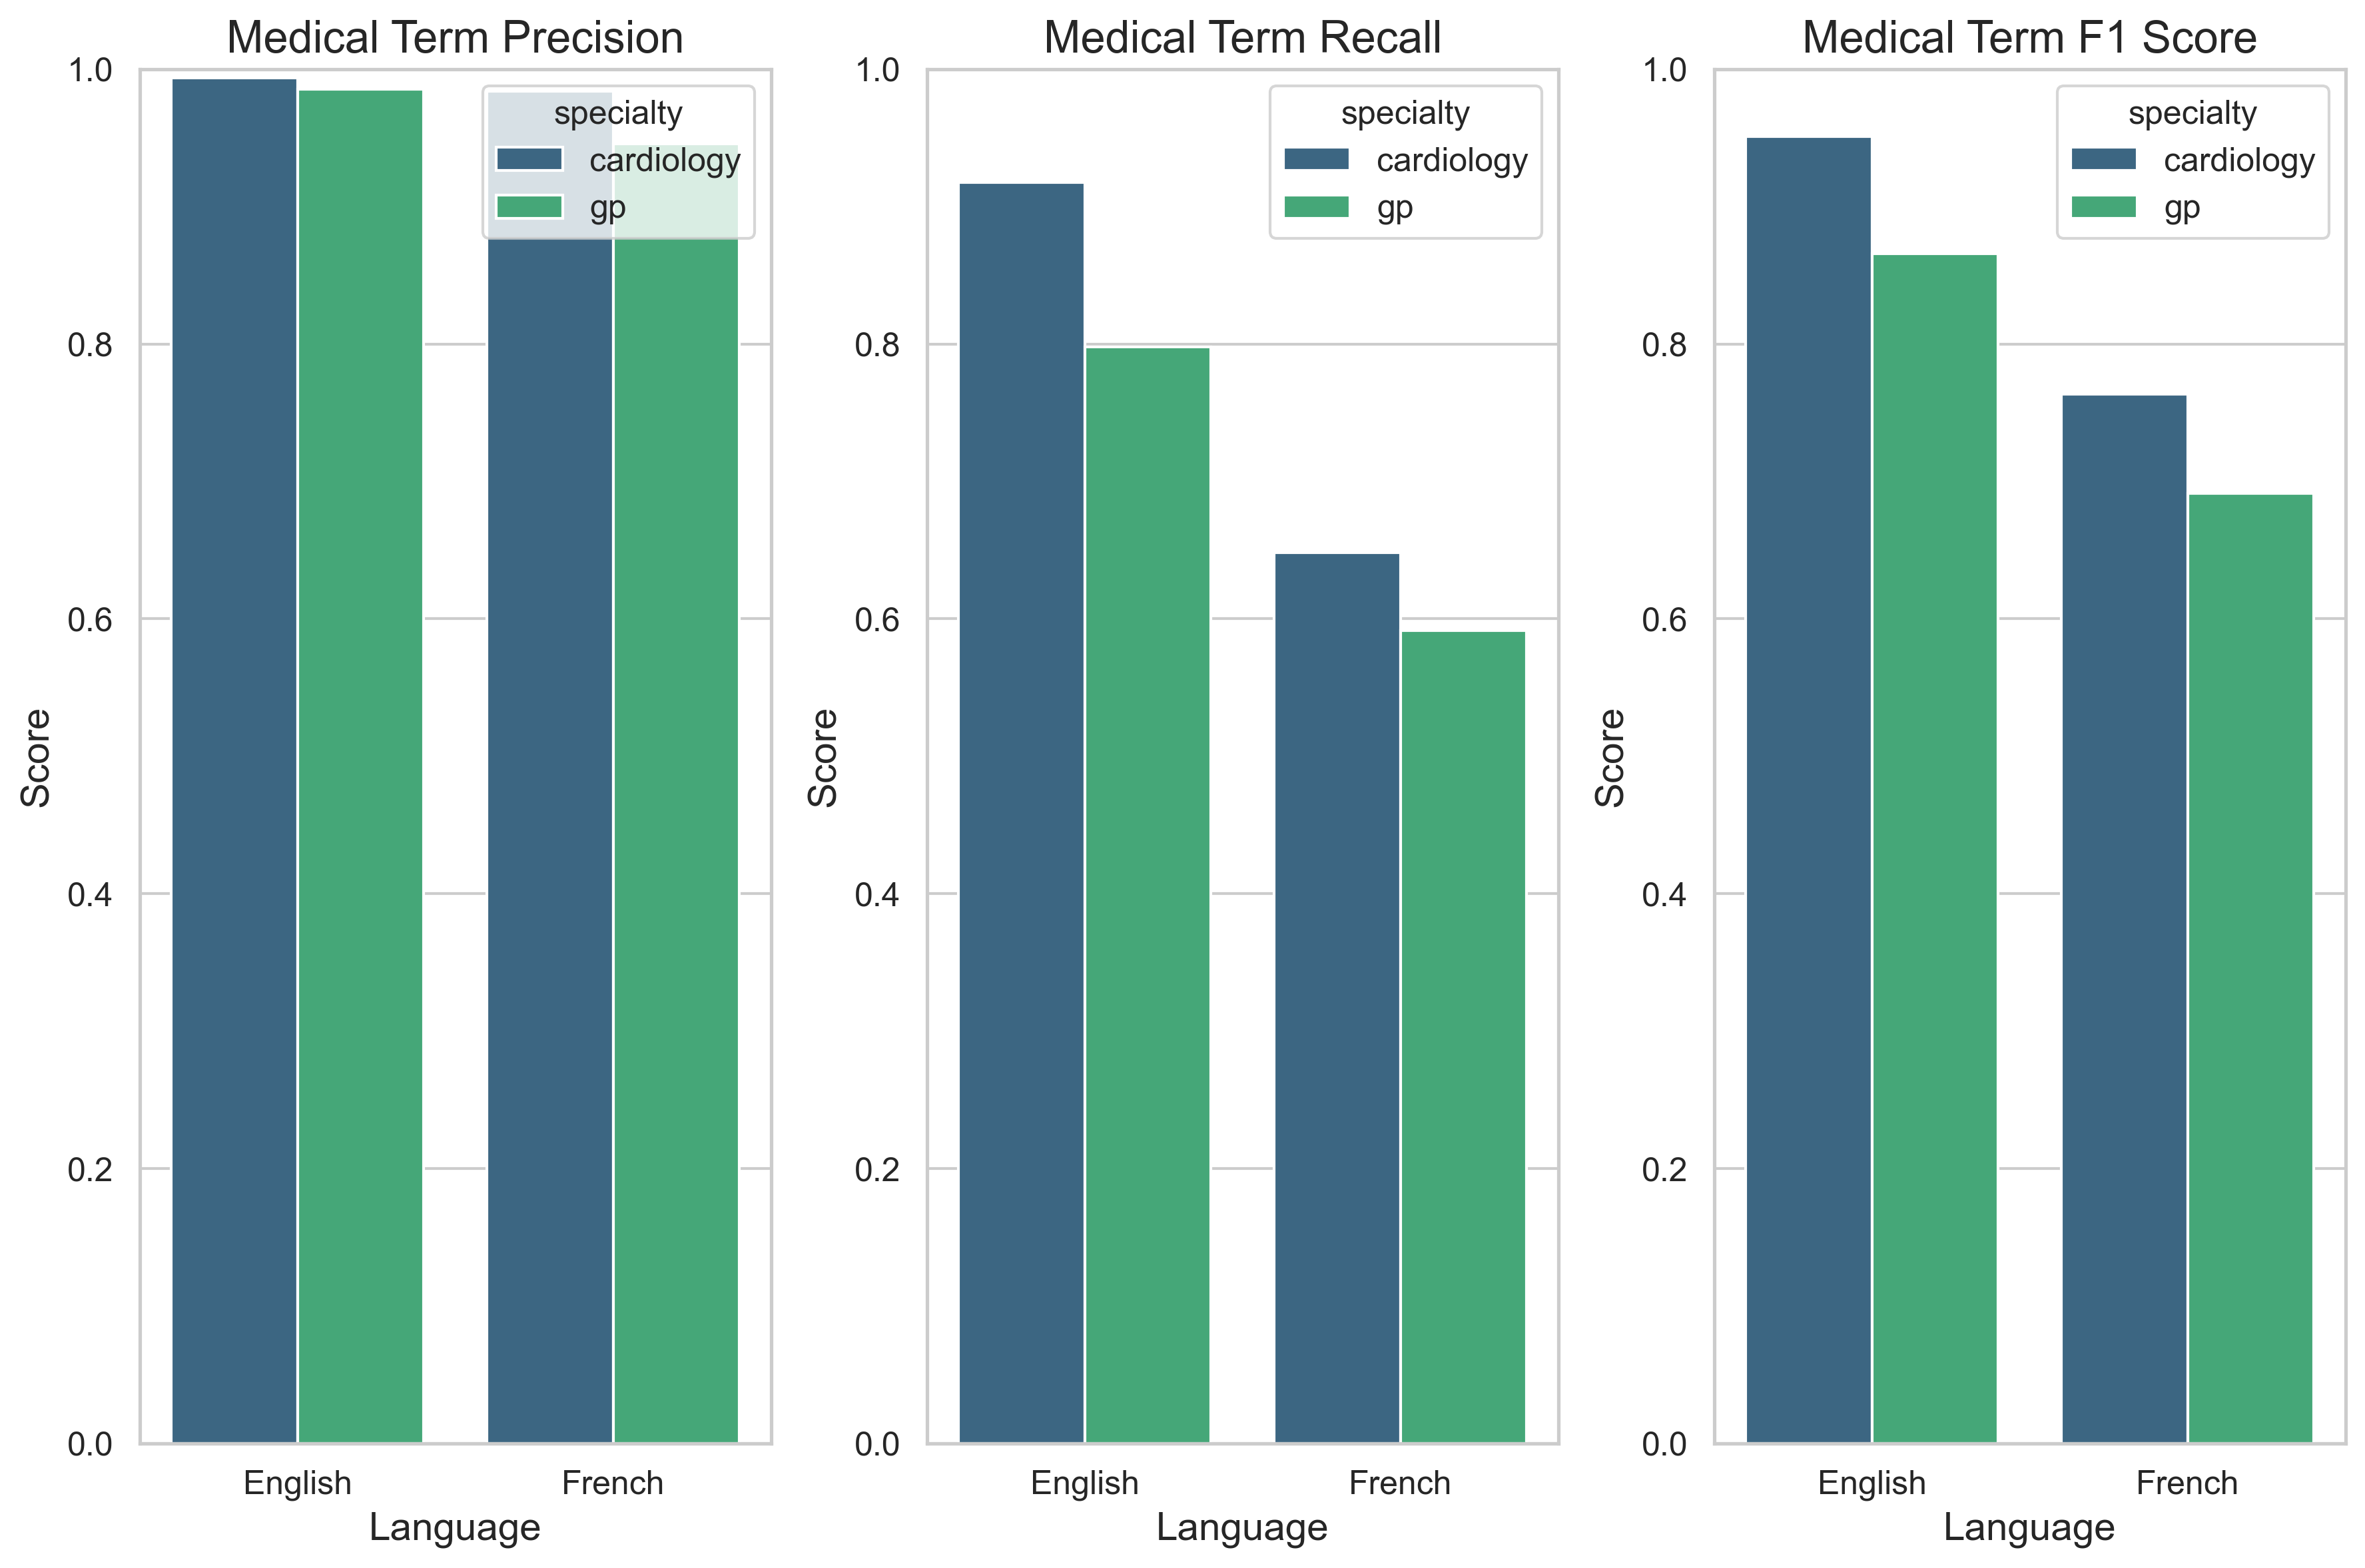 Medical Term Precision
1.0
0.8
0.6
0.4
0.2
0.0
Score
English
French
Language
specialty
cardiology
gp
Medical Term Recall
1.0
0.8
0.6
0.4
0.2
0.0
Score
English
French
Language
specialty
cardiology
gp
Medical Term F1 Score
1.0
0.8
0.6
0.4
0.2
0.0
Score
English
French
Language
specialty
cardiology
gp